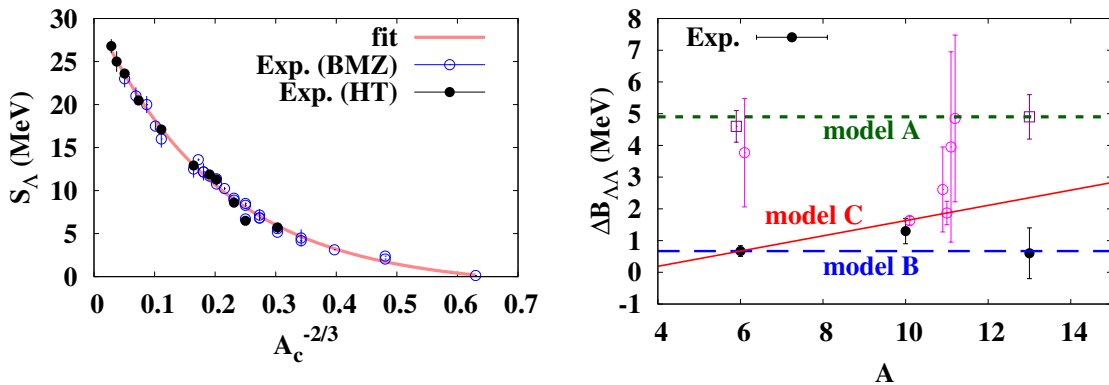 30
25
20
15
10
5
0
S_Λ (MeV)
fit
Exp. (BMZ)
Exp. (HT)
0 0.1 0.2 0.3 0.4 0.5 0.6 0.7
A_c^{-2/3}
8
7
6
5
4
3
2
1
0
-1
ΔB_{ΛΛ} (MeV)
Exp.
model A
model C
model B
4 6 8 10 12 14
A